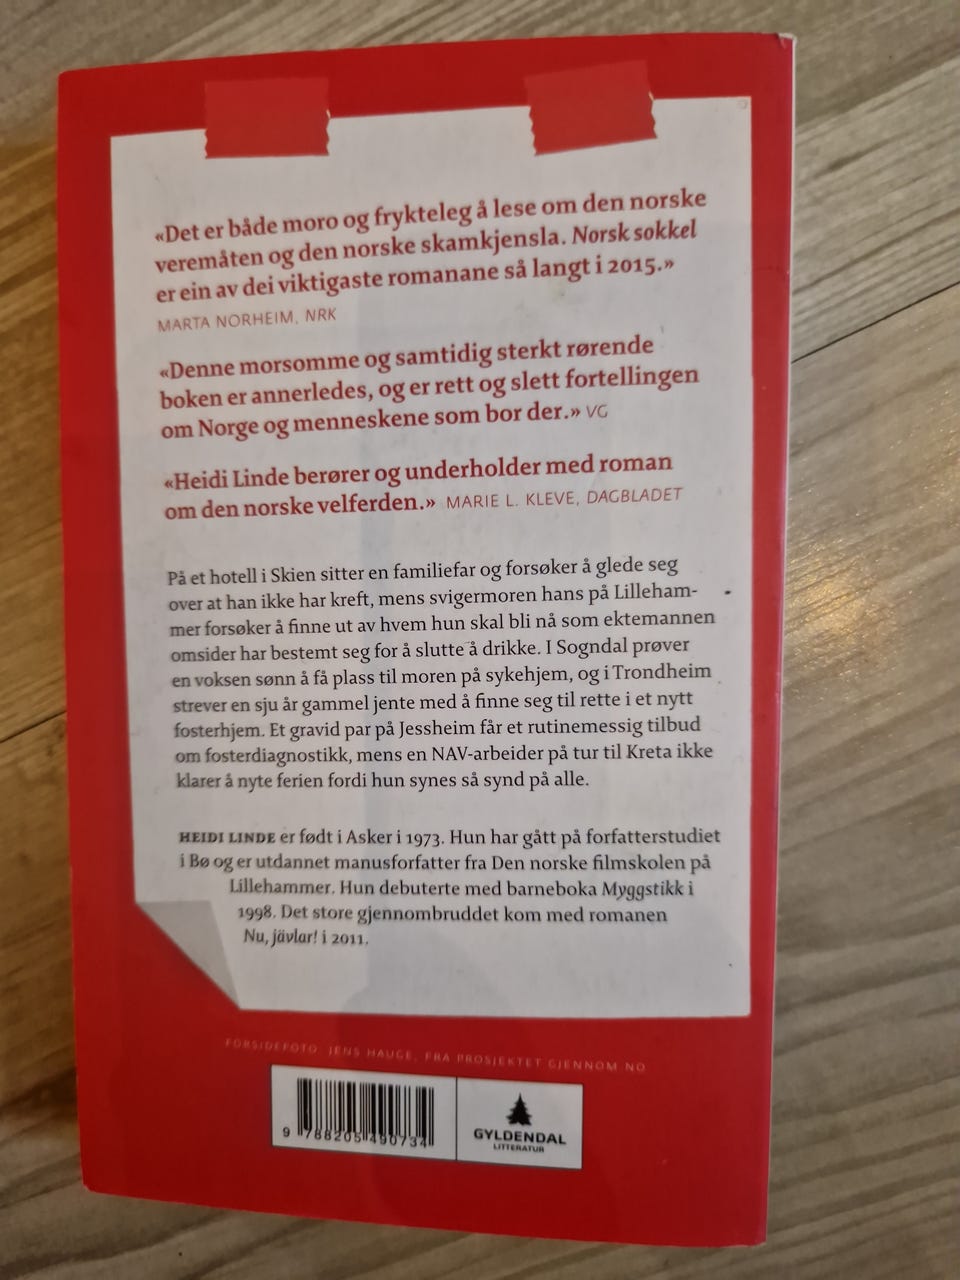 «Det er både moro og frykteleg å lese om den norske
veremåten og den norske skamkjensla. Norsk sokkel
er ein av dei viktigaste romanane så langt i 2015.»
MARTA NORHEIM, NRK
«Denne morsomme og samtidig sterkt rørende
boken er annerledes, og er rett og slett fortellingen
om Norge og menneskene som bor der.» VG
«Heidi Linde berører og underholder med roman
om den norske velferden.» MARIE L. KLEVE, DAGBLADET
På et hotell i Skien sitter en familiefar og forsøker å glede seg
over at han ikke har kreft, mens svigermoren hans på Lilleham-
mer forsøker å finne ut av hvem hun skal bli nå som ektemannen
omsider har bestemt seg for å slutte å drikke. I Sogndal prøver
en voksen sønn å få plass til moren på sykehjem, og i Trondheim
strever en sju år gammel jente med å finne seg til rette i et nytt
fosterhjem. Et gravid par på Jessheim får et rutinemessig tilbud
om fosterdiagnostikk, mens en NAV-arbeider på tur til Kreta ikke
klarer å nyte ferien fordi hun synes så synd på alle.
HEIDI LINDE er født i Asker i 1973. Hun har gått på forfatterstudiet
i Bø og er utdannet manusforfatter fra Den norske filmskolen på
Lillehammer. Hun debuterte med barneboka Myggstikk i
1998. Det store gjennombruddet kom med romanen
Nu, jävlar! i 2011.
FORSIDEFOTO: JENS HAUGE, FRA PROSJEKTET GJENNOM NO
9 788205 490734
GYLDENDAL
LITTERATUR